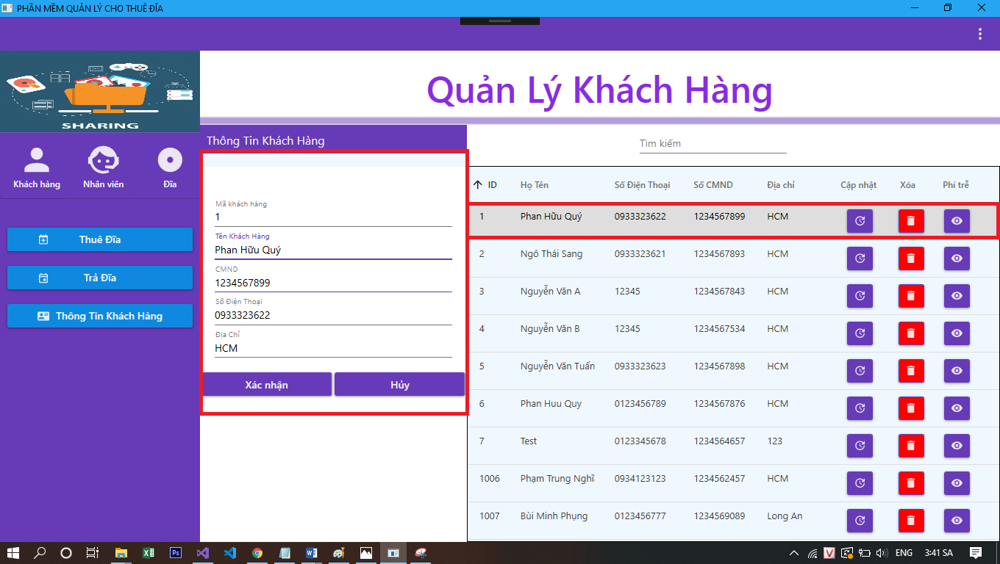 PHẦN MỀM QUẢN LÝ CHO THUÊ ĐĨA
SHARING
Khách hàng Nhân viên Đĩa
Thuê Đĩa
Trả Đĩa
Thông Tin Khách Hàng
Quản Lý Khách Hàng
Thông Tin Khách Hàng
Mã khách hàng
1
Tên Khách Hàng
Phan Hữu Quý
CMND
1234567899
Số Điện Thoại
0933323622
Địa Chỉ
HCM
Xác nhận Hủy
Tìm kiếm
ID Họ Tên Số Điện Thoại Số CMND Địa chỉ Cập nhật Xóa Phí trễ
1 Phan Hữu Quý 0933323622 1234567899 HCM
2 Ngô Thái Sang 0933323621 1234567893 HCM
3 Nguyễn Văn A 12345 1234567843 HCM
4 Nguyễn Văn B 12345 1234567534 HCM
5 Nguyễn Văn Tuấn 0933323623 1234567898 HCM
6 Phan Huu Quy 0123456789 1234567876 HCM
7 Test 0123345678 1234564657 123
1006 Phạm Trung Nghĩ 0934123123 1234562457 HCM
1007 Bùi Minh Phụng 0123456777 1234569089 Long An
ENG 3:41 SA